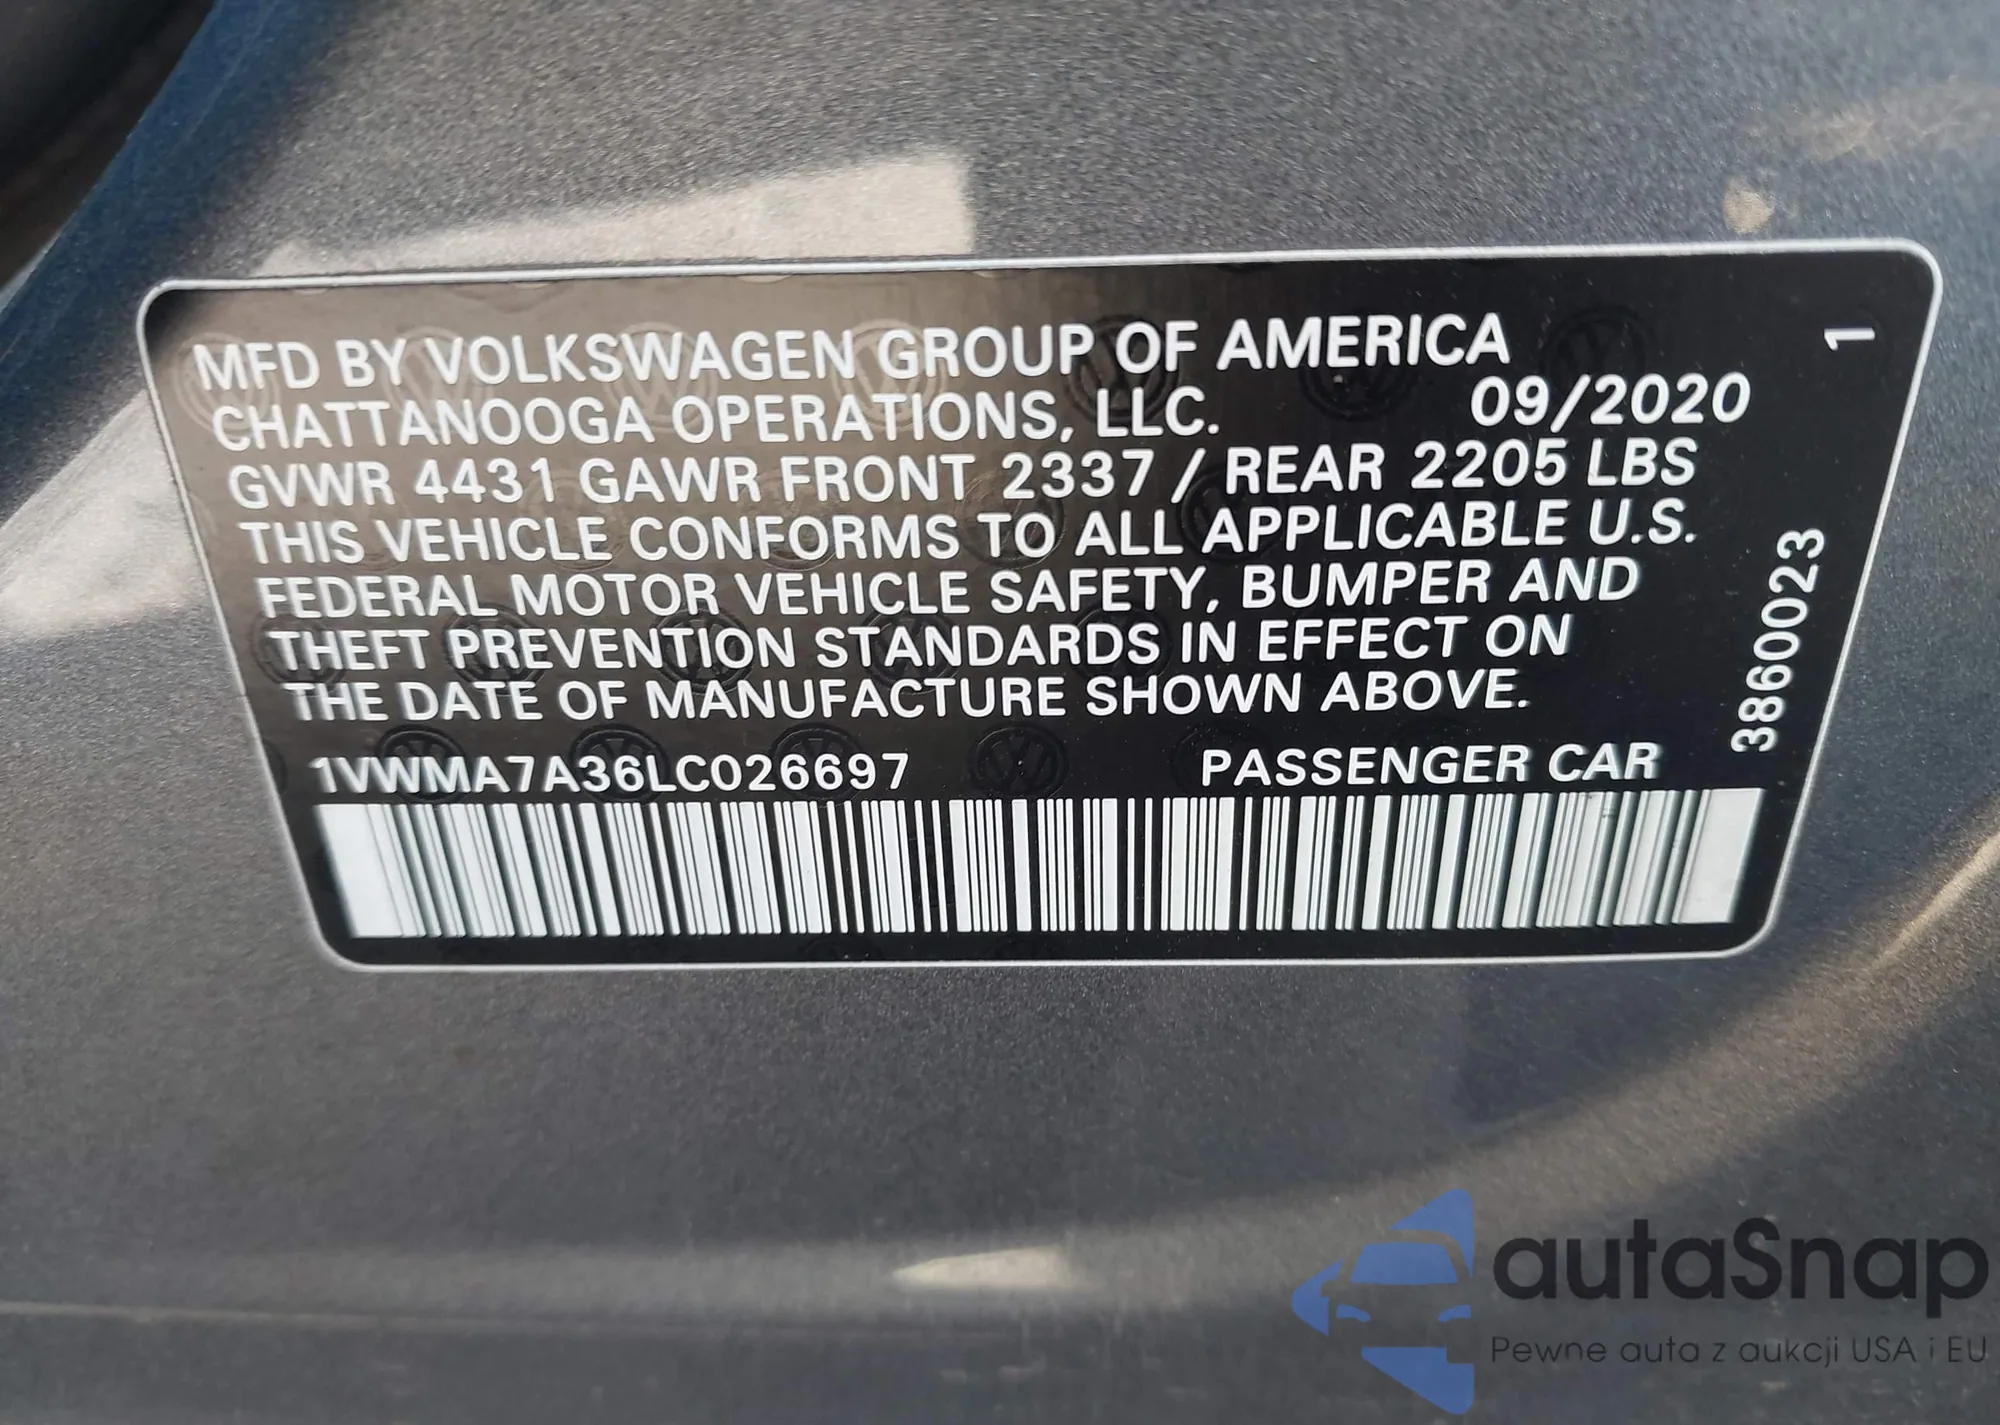 MFD BY VOLKSWAGEN GROUP OF AMERICA
CHATTANOOGA OPERATIONS, LLC. 09/2020
GVWR 4431 GAWR FRONT 2337 / REAR 2205 LBS
THIS VEHICLE CONFORMS TO ALL APPLICABLE U.S.
FEDERAL MOTOR VEHICLE SAFETY, BUMPER AND
THEFT PREVENTION STANDARDS IN EFFECT ON
THE DATE OF MANUFACTURE SHOWN ABOVE.
1VWMA7A36LC026697 PASSENGER CAR
3860023
1
autaSnap
Pewne auta z aukcji USA i EU